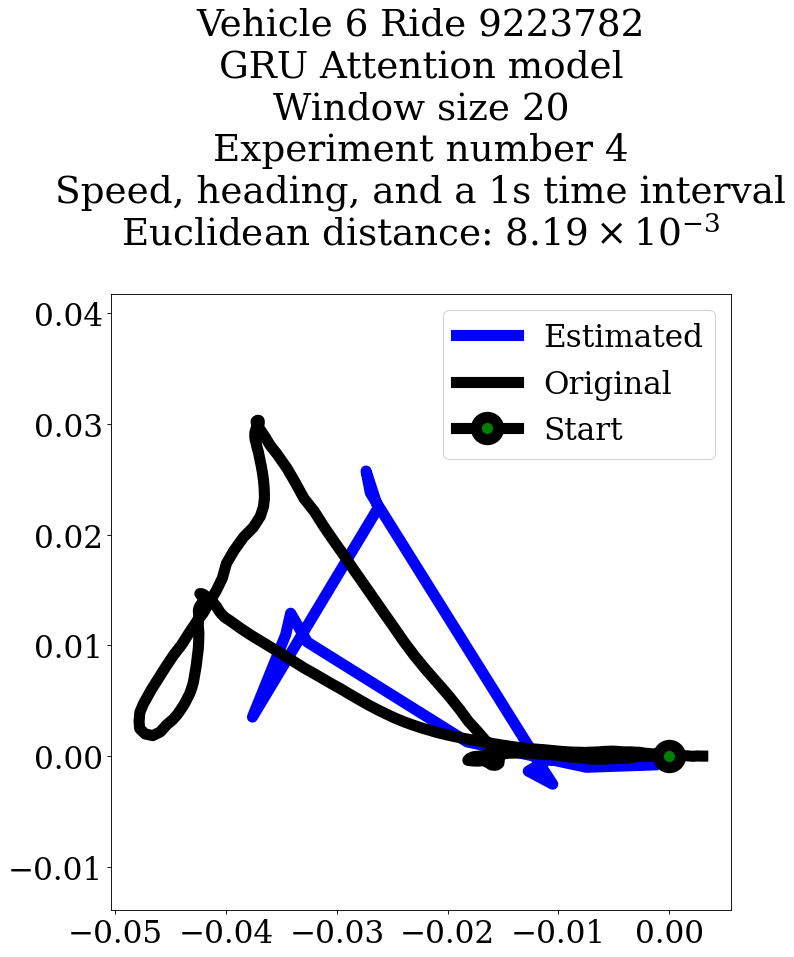 Vehicle 6 Ride 9223782
GRU Attention model
Window size 20
Experiment number 4
Speed, heading, and a 1s time interval
Euclidean distance: 8.19 × 10⁻³
Estimated
Original
Start
0.04
0.03
0.02
0.01
0.00
−0.01
−0.05 −0.04 −0.03 −0.02 −0.01 0.00